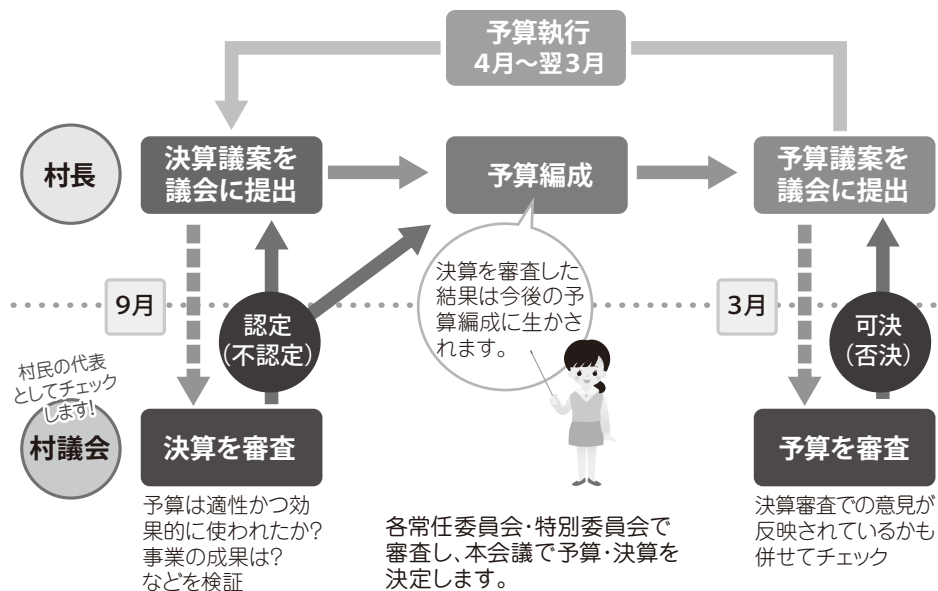 予算執行
4月〜翌3月
村長
決算議案を
議会に提出
予算編成
予算議案を
議会に提出
決算を審査した
結果は今後の予
算編成に生かさ
れます。
9月
認定
(不認定)
3月
可決
(否決)
村民の代表
としてチェック
します!
村議会
決算を審査
予算を審査
予算は適性かつ効
果的に使われたか?
事業の成果は?
などを検証
各常任委員会・特別委員会で
審査し、本会議で予算・決算を
決定します。
決算審査での意見が
反映されているかも
併せてチェック